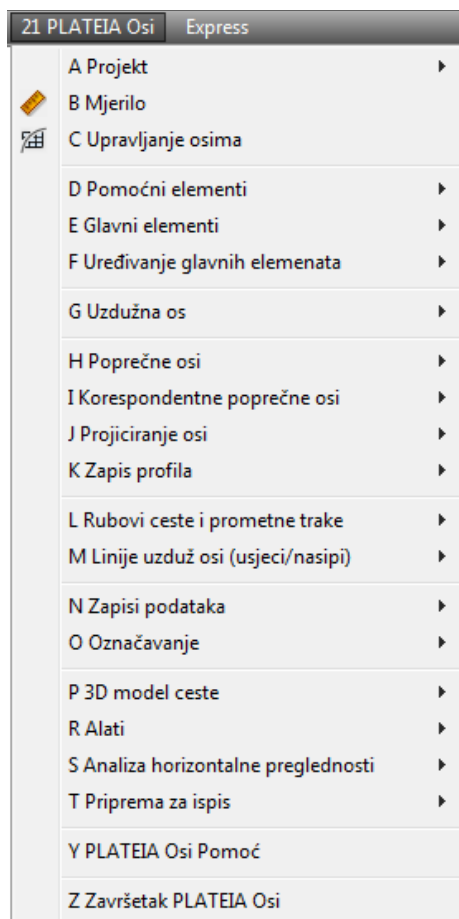 21 PLATEIA Osi Express
A Projekt
B Mjerilo
C Upravljanje osima
D Pomoćni elementi
E Glavni elementi
F Uređivanje glavnih elemenata
G Uzdužna os
H Poprečne osi
I Korespondentne poprečne osi
J Projiciranje osi
K Zapis profila
L Rubovi ceste i prometne trake
M Linije uzduž osi (usjeci/nasipi)
N Zapisi podataka
O Označavanje
P 3D model ceste
R Alati
S Analiza horizontalne preglednosti
T Priprema za ispis
Y PLATEIA Osi Pomoć
Z Završetak PLATEIA Osi